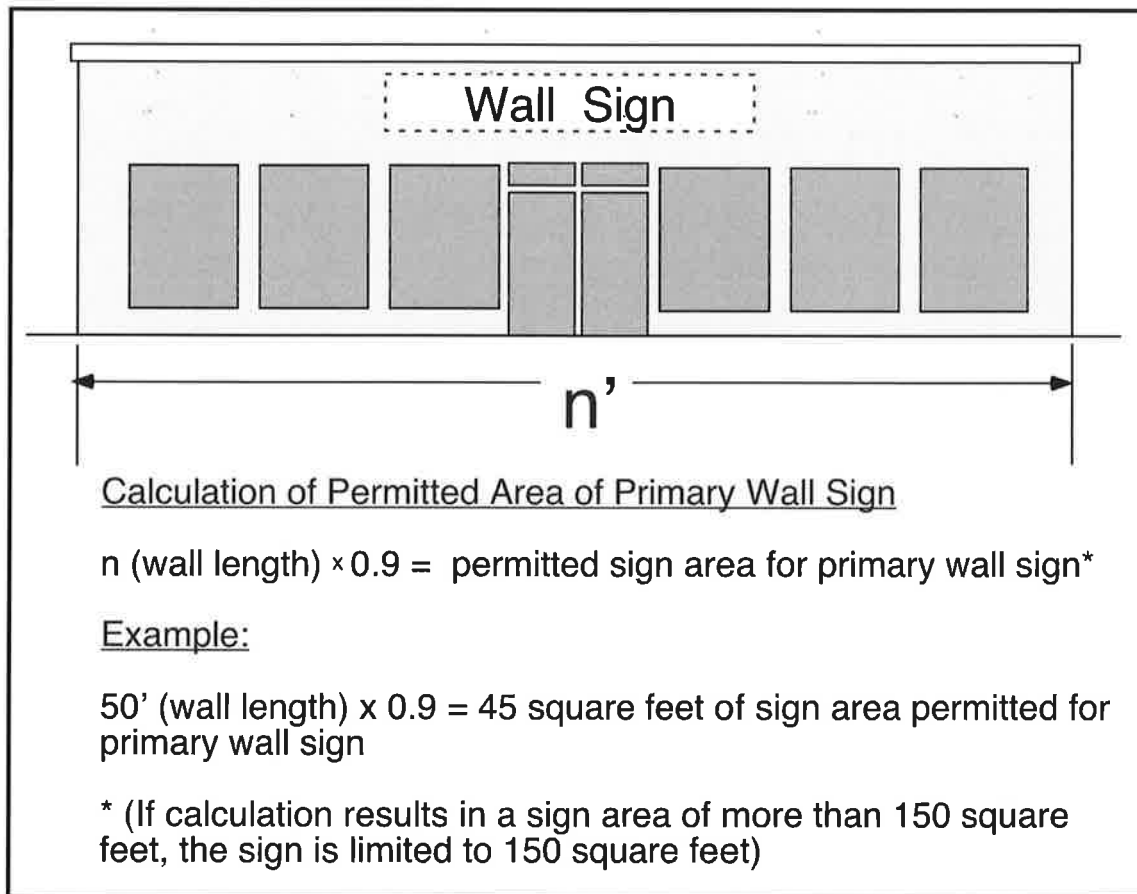 Wall Sign
n’
Calculation of Permitted Area of Primary Wall Sign
n (wall length) × 0.9 = permitted sign area for primary wall sign*
Example:
50’ (wall length) x 0.9 = 45 square feet of sign area permitted for
primary wall sign
* (If calculation results in a sign area of more than 150 square
feet, the sign is limited to 150 square feet)